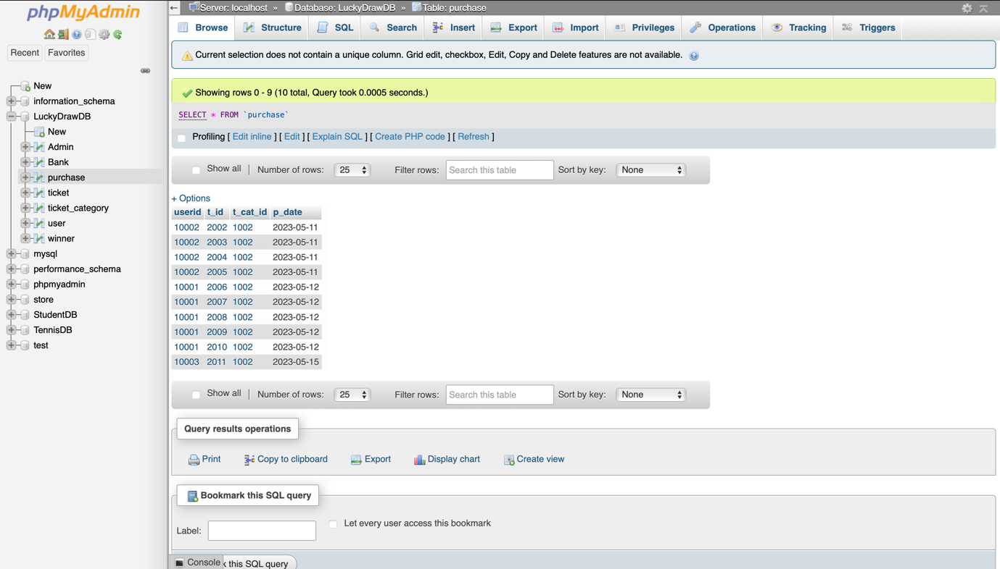 phpMyAdmin
Recent Favorites
New
information_schema
LuckyDrawDB
New
Admin
Bank
purchase
ticket
ticket_category
user
winner
mysql
performance_schema
phpmyadmin
store
StudentDB
TennisDB
test
Server: localhost » Database: LuckyDrawDB » Table: purchase
Browse Structure SQL Search Insert Export Import Privileges Operations Tracking Triggers
Current selection does not contain a unique column. Grid edit, checkbox, Edit, Copy and Delete features are not available.
Showing rows 0 - 9 (10 total, Query took 0.0005 seconds.)
SELECT * FROM `purchase`
Profiling [ Edit inline ] [ Edit ] [ Explain SQL ] [ Create PHP code ] [ Refresh ]
Show all | Number of rows: 25 Filter rows: Search this table Sort by key: None
+ Options
userid t_id t_cat_id p_date
10002 2002 1002 2023-05-11
10002 2003 1002 2023-05-11
10002 2004 1002 2023-05-11
10002 2005 1002 2023-05-11
10001 2006 1002 2023-05-12
10001 2007 1002 2023-05-12
10001 2008 1002 2023-05-12
10001 2009 1002 2023-05-12
10001 2010 1002 2023-05-12
10003 2011 1002 2023-05-15
Show all | Number of rows: 25 Filter rows: Search this table Sort by key: None
Query results operations
Print Copy to clipboard Export Display chart Create view
Bookmark this SQL query
Label: Let every user access this bookmark
Console k this SQL query